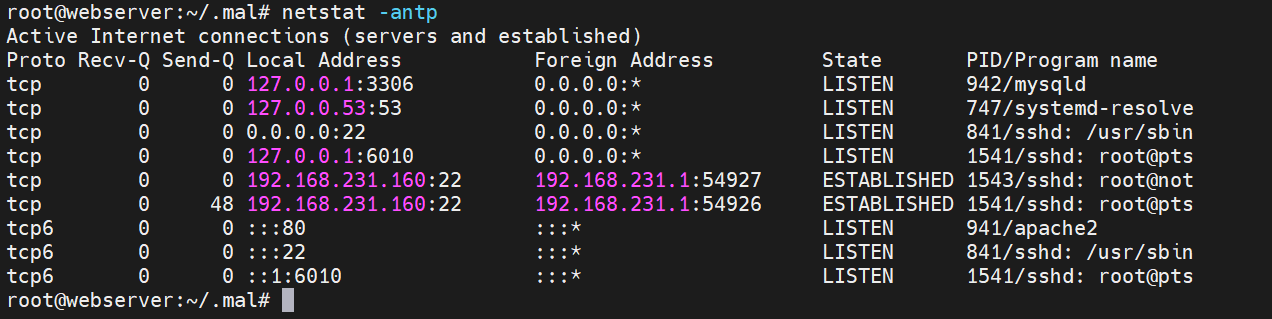 root@webserver:~/.mal# netstat -antp
Active Internet connections (servers and established)
Proto Recv-Q Send-Q Local Address           Foreign Address         State       PID/Program name
tcp        0      0 127.0.0.1:3306          0.0.0.0:*               LISTEN      942/mysqld
tcp        0      0 127.0.0.53:53           0.0.0.0:*               LISTEN      747/systemd-resolve
tcp        0      0 0.0.0.0:22              0.0.0.0:*               LISTEN      841/sshd: /usr/sbin
tcp        0      0 127.0.0.1:6010          0.0.0.0:*               LISTEN      1541/sshd: root@pts
tcp        0      0 192.168.231.160:22      192.168.231.1:54927     ESTABLISHED 1543/sshd: root@not
tcp        0     48 192.168.231.160:22      192.168.231.1:54926     ESTABLISHED 1541/sshd: root@pts
tcp6       0      0 :::80                   :::*                    LISTEN      941/apache2
tcp6       0      0 :::22                   :::*                    LISTEN      841/sshd: /usr/sbin
tcp6       0      0 ::1:6010                :::*                    LISTEN      1541/sshd: root@pts
root@webserver:~/.mal#